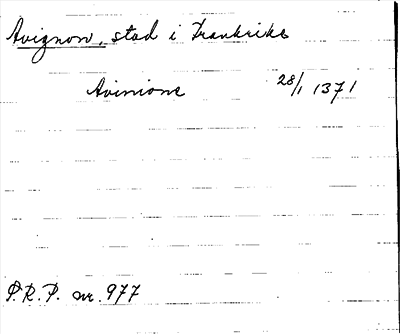 Avignon, stad i Frankrike
Avinione 28/1 1371
P.R.P. nr. 977